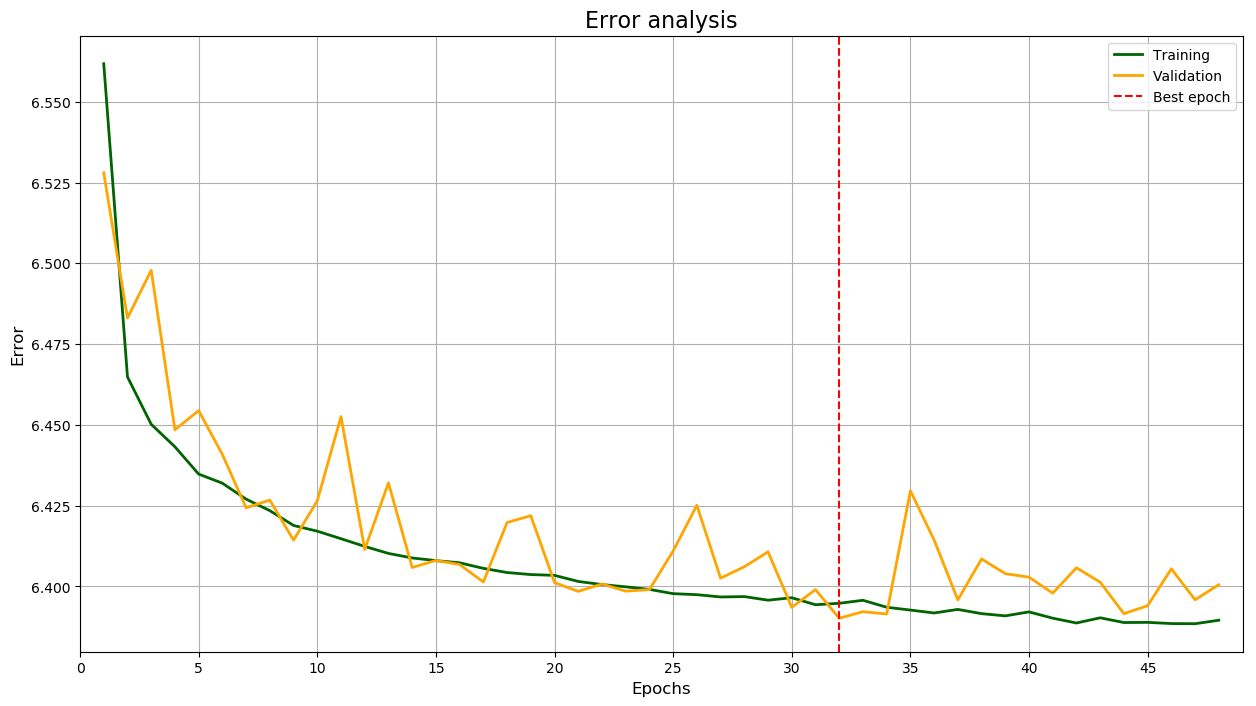 Error analysis
Training
Validation
Best epoch
6.550
6.525
6.500
6.475
6.450
6.425
6.400
Error
0 5 10 15 20 25 30 35 40 45
Epochs